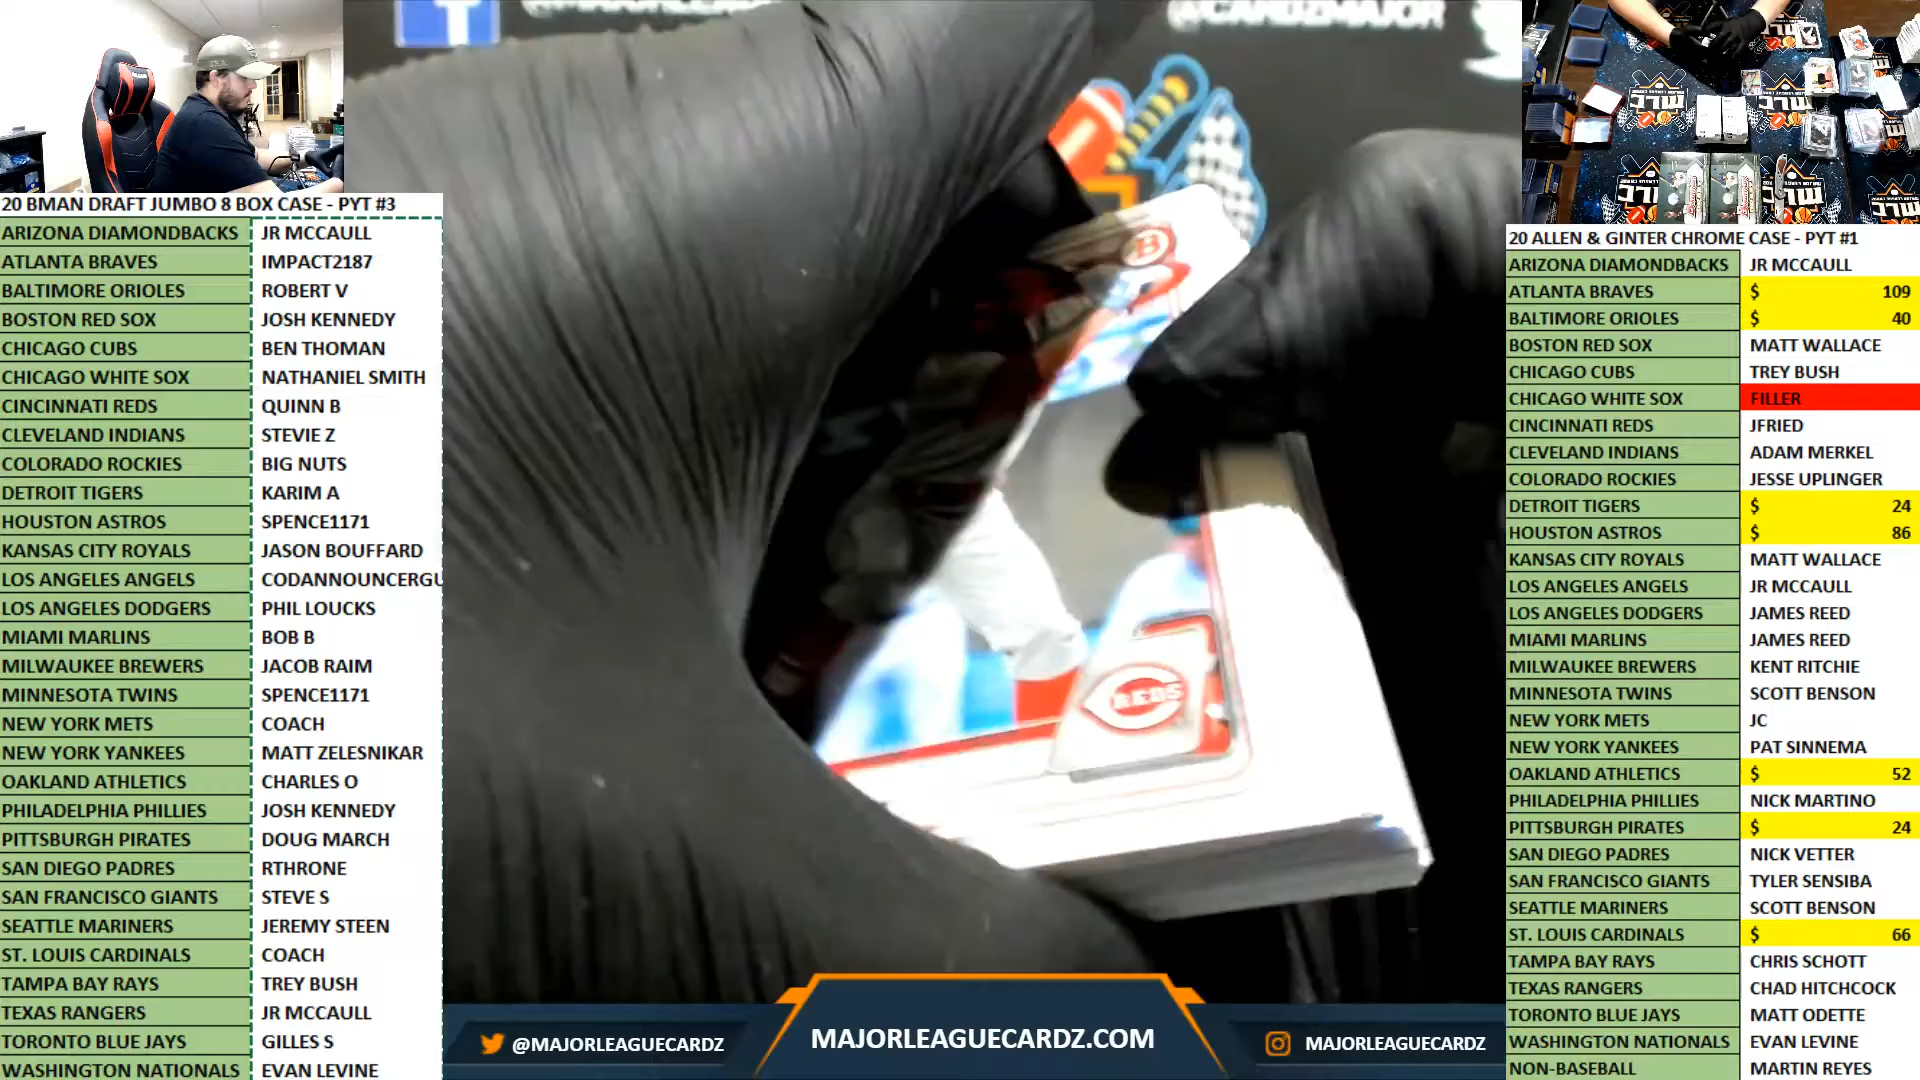 @CARDZMAJOR
20 BMAN DRAFT JUMBO 8 BOX CASE - PYT #3
ARIZONA DIAMONDBACKS JR MCCAULL
ATLANTA BRAVES IMPACT2187
BALTIMORE ORIOLES ROBERT V
BOSTON RED SOX JOSH KENNEDY
CHICAGO CUBS BEN THOMAN
CHICAGO WHITE SOX NATHANIEL SMITH
CINCINNATI REDS QUINN B
CLEVELAND INDIANS STEVIE Z
COLORADO ROCKIES BIG NUTS
DETROIT TIGERS KARIM A
HOUSTON ASTROS SPENCE1171
KANSAS CITY ROYALS JASON BOUFFARD
LOS ANGELES ANGELS CODANNOUNCERGU
LOS ANGELES DODGERS PHIL LOUCKS
MIAMI MARLINS BOB B
MILWAUKEE BREWERS JACOB RAIM
MINNESOTA TWINS SPENCE1171
NEW YORK METS COACH
NEW YORK YANKEES MATT ZELESNIKAR
OAKLAND ATHLETICS CHARLES O
PHILADELPHIA PHILLIES JOSH KENNEDY
PITTSBURGH PIRATES DOUG MARCH
SAN DIEGO PADRES RTHRONE
SAN FRANCISCO GIANTS STEVE S
SEATTLE MARINERS JEREMY STEEN
ST. LOUIS CARDINALS COACH
TAMPA BAY RAYS TREY BUSH
TEXAS RANGERS JR MCCAULL
TORONTO BLUE JAYS GILLES S
WASHINGTON NATIONALS EVAN LEVINE
REDS
@MAJORLEAGUECARDZ
MAJORLEAGUECARDZ.COM
MAJORLEAGUECARDZ
20 ALLEN & GINTER CHROME CASE - PYT #1
ARIZONA DIAMONDBACKS JR MCCAULL
ATLANTA BRAVES $ 109
BALTIMORE ORIOLES $ 40
BOSTON RED SOX MATT WALLACE
CHICAGO CUBS TREY BUSH
CHICAGO WHITE SOX FILLER
CINCINNATI REDS JFRIED
CLEVELAND INDIANS ADAM MERKEL
COLORADO ROCKIES JESSE UPLINGER
DETROIT TIGERS $ 24
HOUSTON ASTROS $ 86
KANSAS CITY ROYALS MATT WALLACE
LOS ANGELES ANGELS JR MCCAULL
LOS ANGELES DODGERS JAMES REED
MIAMI MARLINS JAMES REED
MILWAUKEE BREWERS KENT RITCHIE
MINNESOTA TWINS SCOTT BENSON
NEW YORK METS JC
NEW YORK YANKEES PAT SINNEMA
OAKLAND ATHLETICS $ 52
PHILADELPHIA PHILLIES NICK MARTINO
PITTSBURGH PIRATES $ 24
SAN DIEGO PADRES NICK VETTER
SAN FRANCISCO GIANTS TYLER SENSIBA
SEATTLE MARINERS SCOTT BENSON
ST. LOUIS CARDINALS $ 66
TAMPA BAY RAYS CHRIS SCHOTT
TEXAS RANGERS CHAD HITCHCOCK
TORONTO BLUE JAYS MATT ODETTE
WASHINGTON NATIONALS EVAN LEVINE
NON-BASEBALL MARTIN REYES